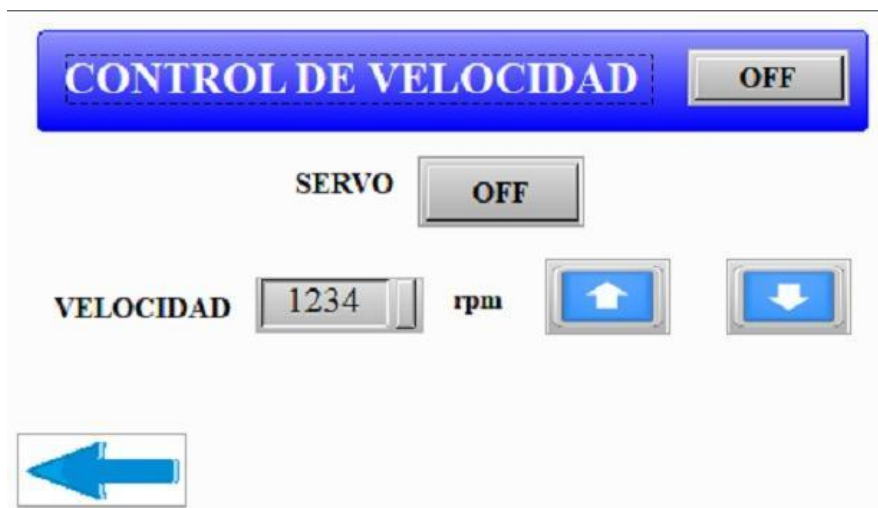 CONTROL DE VELOCIDAD OFF
SERVO OFF
VELOCIDAD 1234 rpm